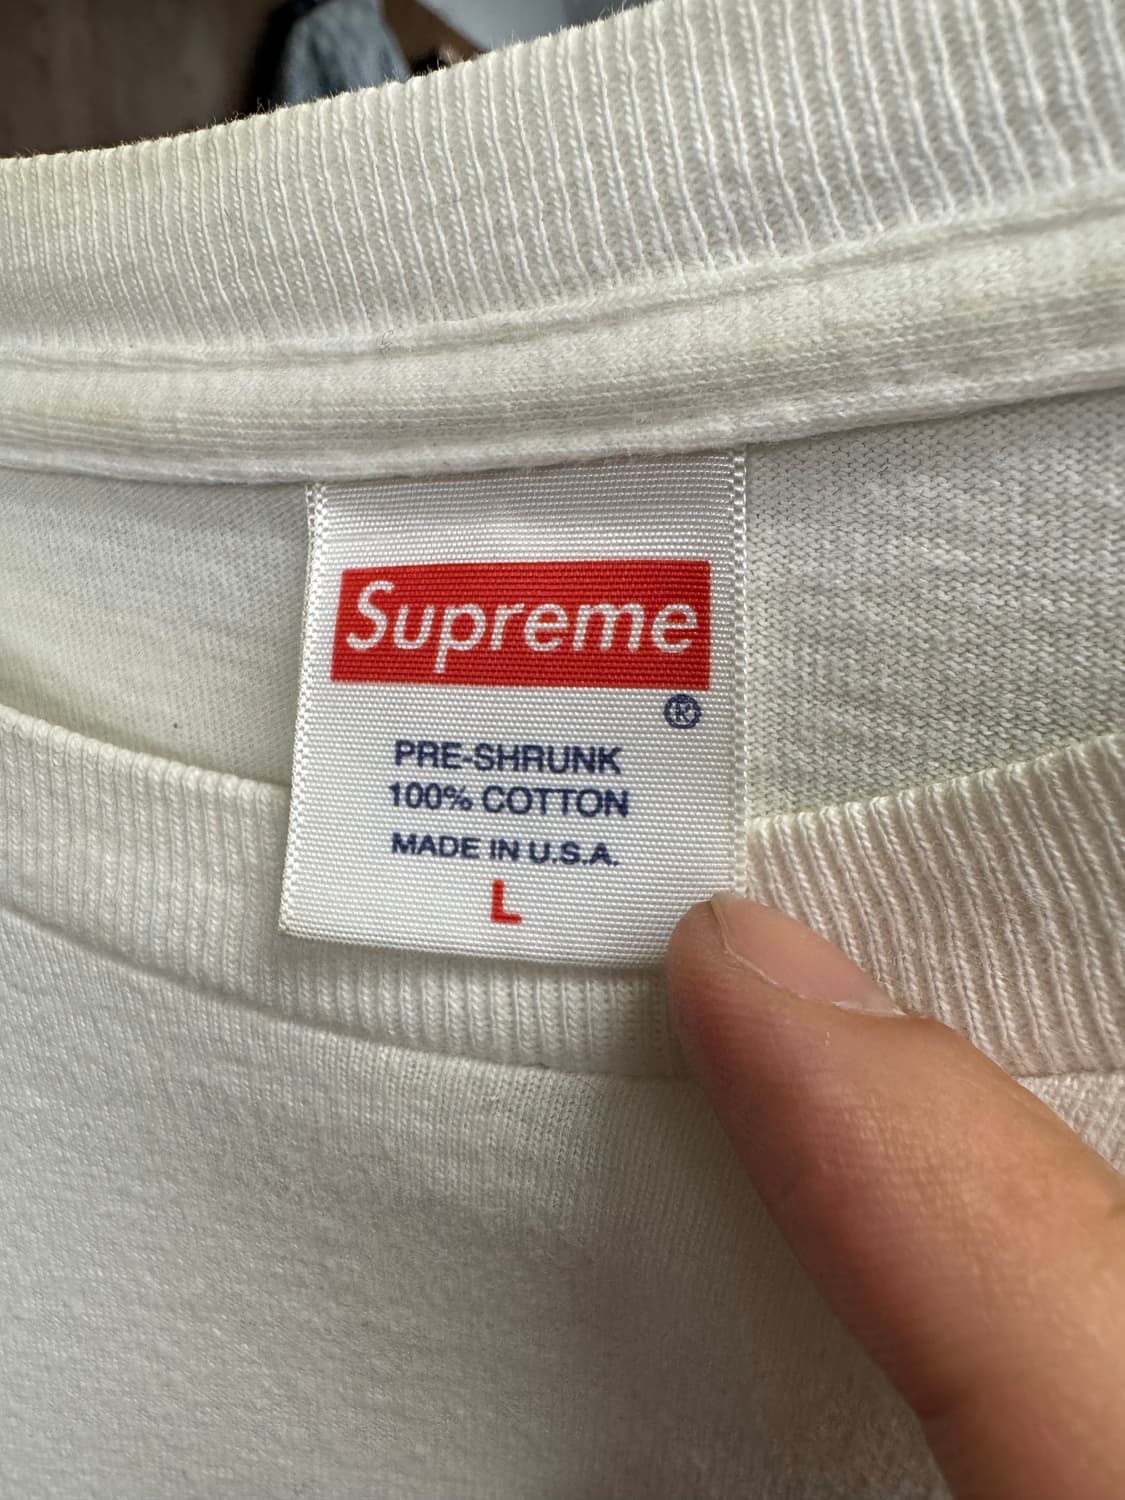 Supreme
®
PRE-SHRUNK
100% COTTON
MADE IN U.S.A.
L